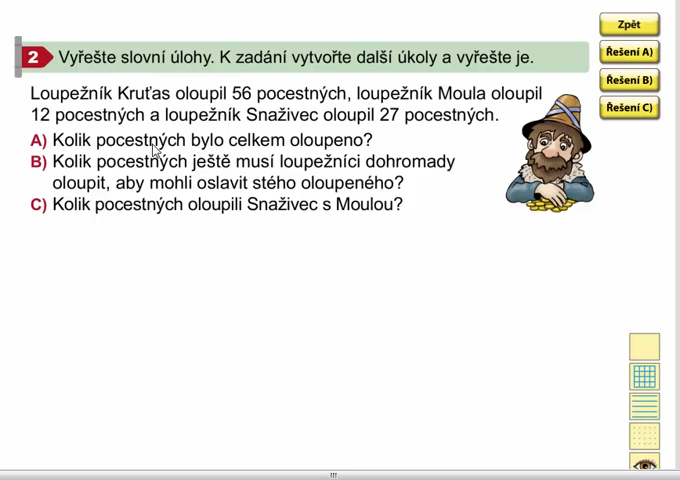 Zpět
2 Vyřešte slovní úlohy. K zadání vytvořte další úkoly a vyřešte je.
Řešení A)
Řešení B)
Řešení C)
Loupežník Kruťas oloupil 56 pocestných, loupežník Moula oloupil
12 pocestných a loupežník Snaživec oloupil 27 pocestných.
A) Kolik pocestných bylo celkem oloupeno?
B) Kolik pocestných ještě musí loupežníci dohromady
oloupit, aby mohli oslavit stého oloupeného?
C) Kolik pocestných oloupili Snaživec s Moulou?